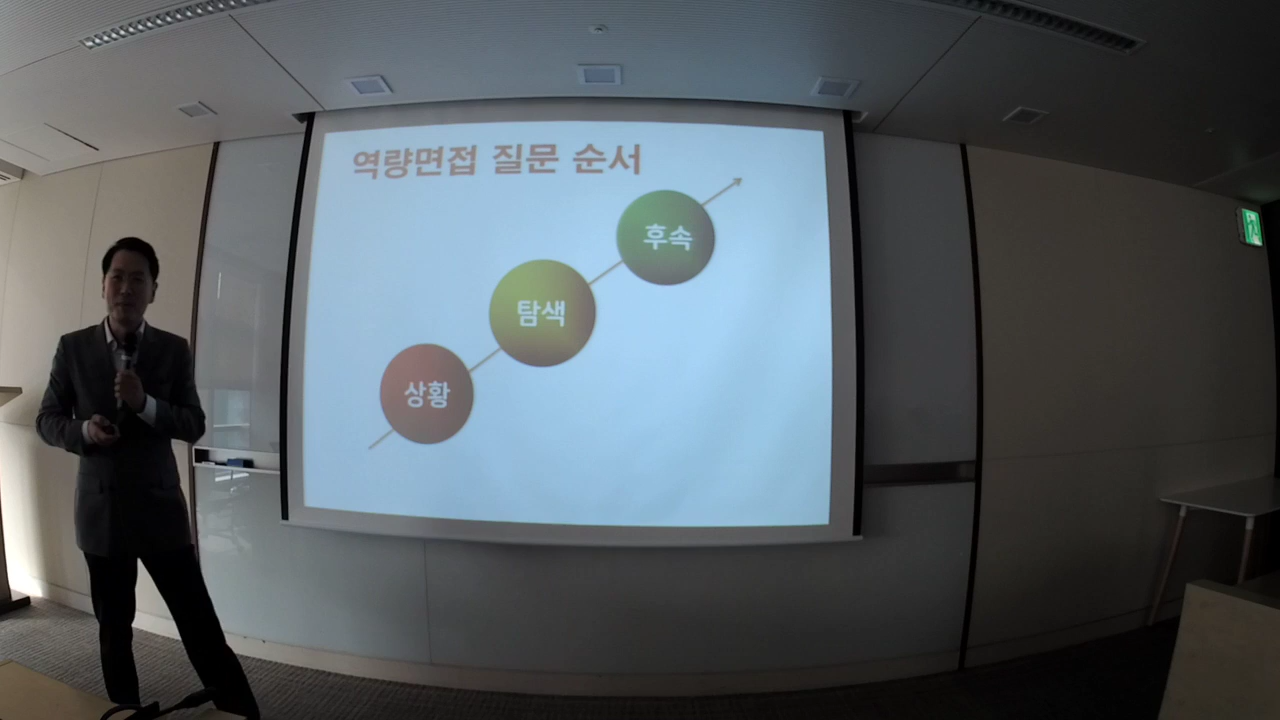 역량면접 질문 순서
후속
탐색
상황